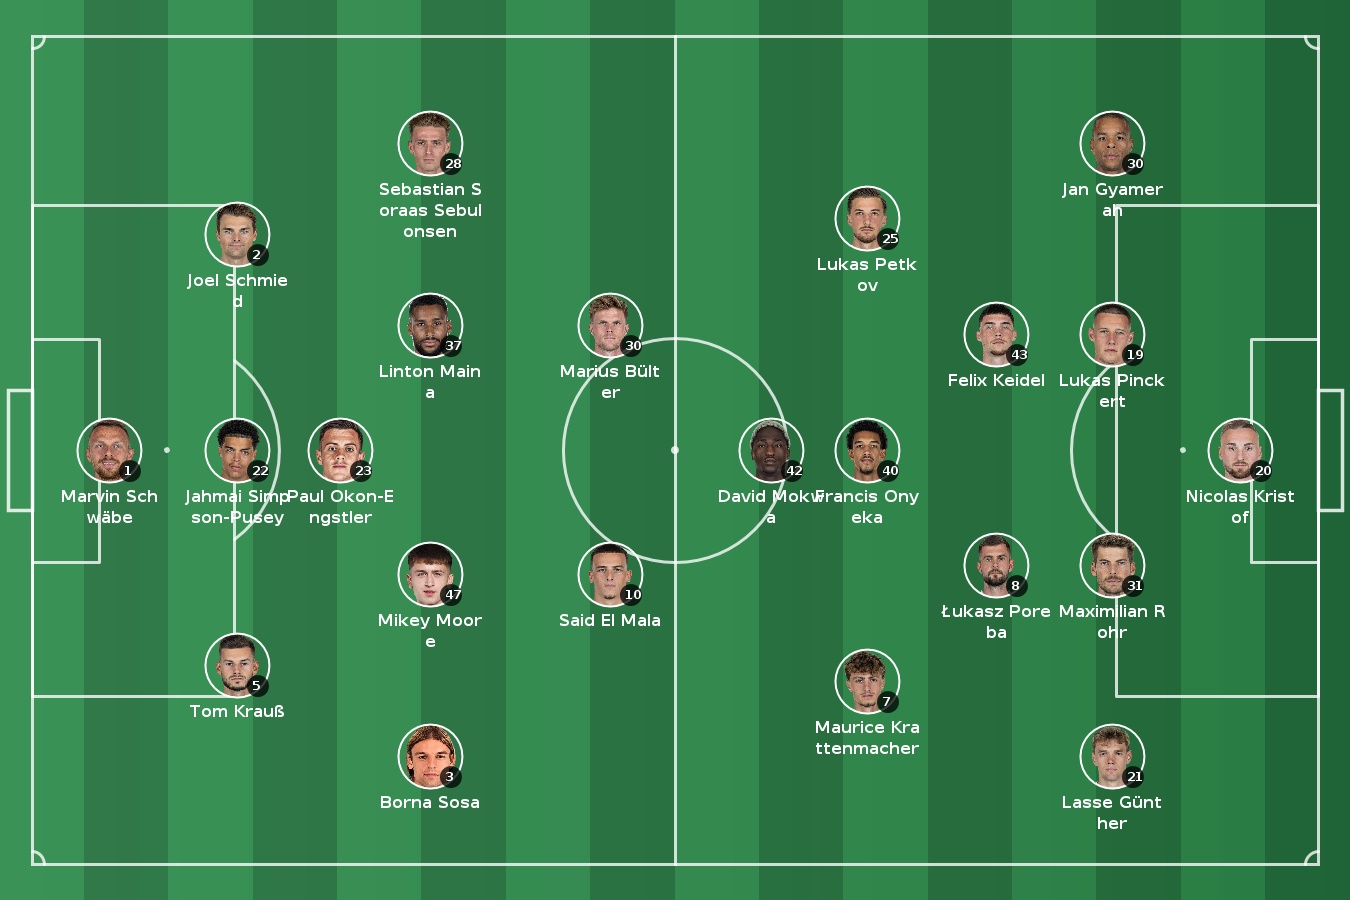 28
Sebastian S
oraas Sebul
onsen
30
Jan Gyamer
ah
2
Joel Schmie
d
25
Lukas Petk
ov
37
Linton Main
a
30
Marius Bült
er
43
Felix Keidel
19
Lukas Pinck
ert
1
Marvin Sch
wäbe
22
Jahmai Simp
son-Pusey
23
Paul Okon-E
ngstler
42
David Mokw
a
40
Francis Ony
eka
20
Nicolas Krist
of
47
Mikey Moor
e
10
Said El Mala
8
Łukasz Pore
ba
31
Maximilian R
ohr
5
Tom Krauß
7
Maurice Kra
ttenmacher
3
Borna Sosa
21
Lasse Günt
her